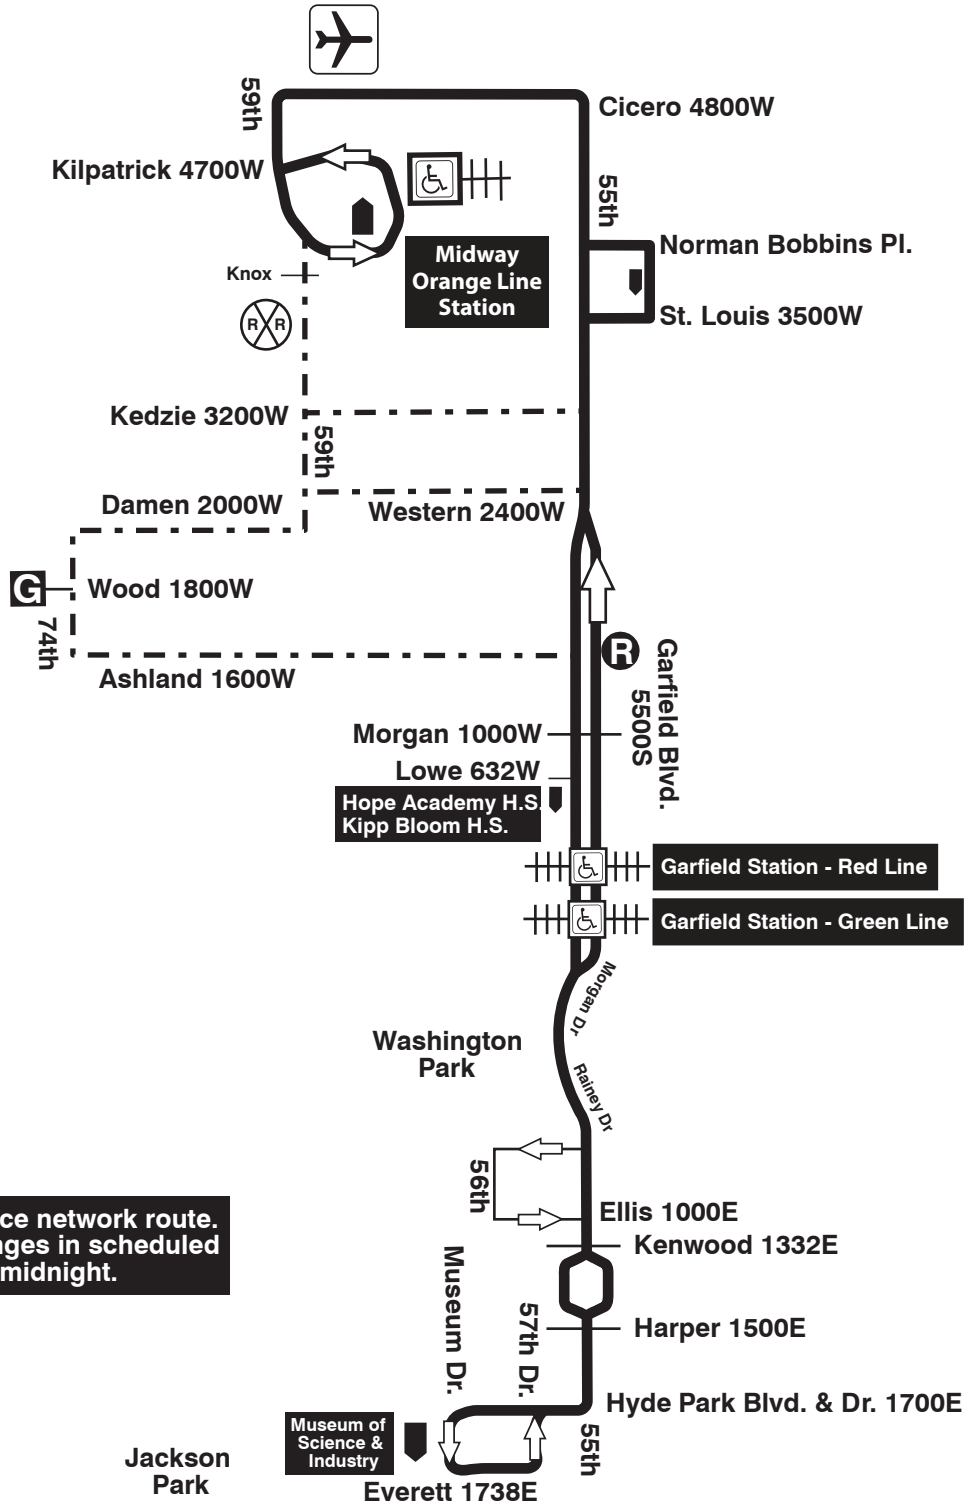 59th
Cicero 4800W
Kilpatrick 4700W
55th
Norman Bobbins Pl.
Midway
Orange Line
Station
Knox
St. Louis 3500W
R R
Kedzie 3200W
59th
Damen 2000W
Western 2400W
G
Wood 1800W
74th
R
Ashland 1600W
Garfield Blvd.
5500S
Morgan 1000W
Lowe 632W
Hope Academy H.S.
Kipp Bloom H.S.
Garfield Station - Red Line
Garfield Station - Green Line
Morgan Dr
Washington
Park
Rainey Dr
56th
Ellis 1000E
ce network route.
nges in scheduled
midnight.
Kenwood 1332E
Museum Dr.
57th Dr.
Harper 1500E
Hyde Park Blvd. & Dr. 1700E
Museum of
Science &
Industry
55th
Jackson
Park
Everett 1738E